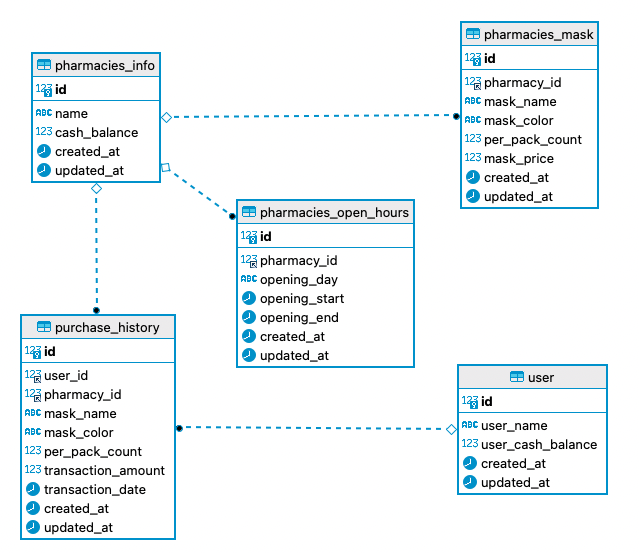 pharmacies_info
123 id
ABC name
123 cash_balance
created_at
updated_at
pharmacies_mask
123 id
123 pharmacy_id
ABC mask_name
ABC mask_color
123 per_pack_count
123 mask_price
created_at
updated_at
pharmacies_open_hours
123 id
123 pharmacy_id
ABC opening_day
opening_start
opening_end
created_at
updated_at
purchase_history
123 id
123 user_id
123 pharmacy_id
ABC mask_name
ABC mask_color
123 per_pack_count
123 transaction_amount
transaction_date
created_at
updated_at
user
123 id
ABC user_name
123 user_cash_balance
created_at
updated_at